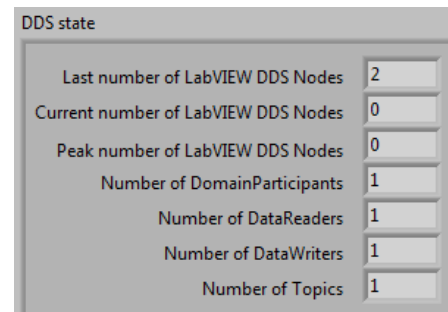 DDS state
Last number of LabVIEW DDS Nodes 2
Current number of LabVIEW DDS Nodes 0
Peak number of LabVIEW DDS Nodes 0
Number of DomainParticipants 1
Number of DataReaders 1
Number of DataWriters 1
Number of Topics 1